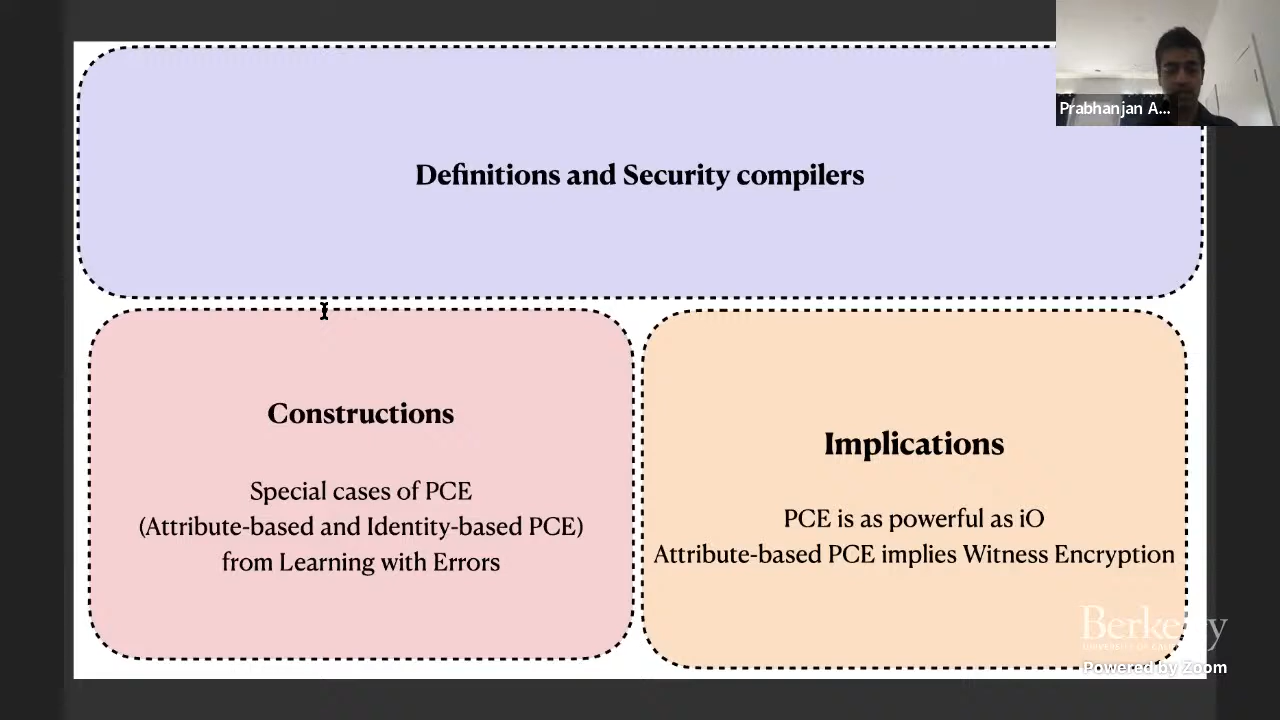 Prabhanjan A...
Definitions and Security compilers
Constructions
Special cases of PCE
(Attribute-based and Identity-based PCE)
from Learning with Errors
Implications
PCE is as powerful as iO
Attribute-based PCE implies Witness Encryption
Powered by Zoom